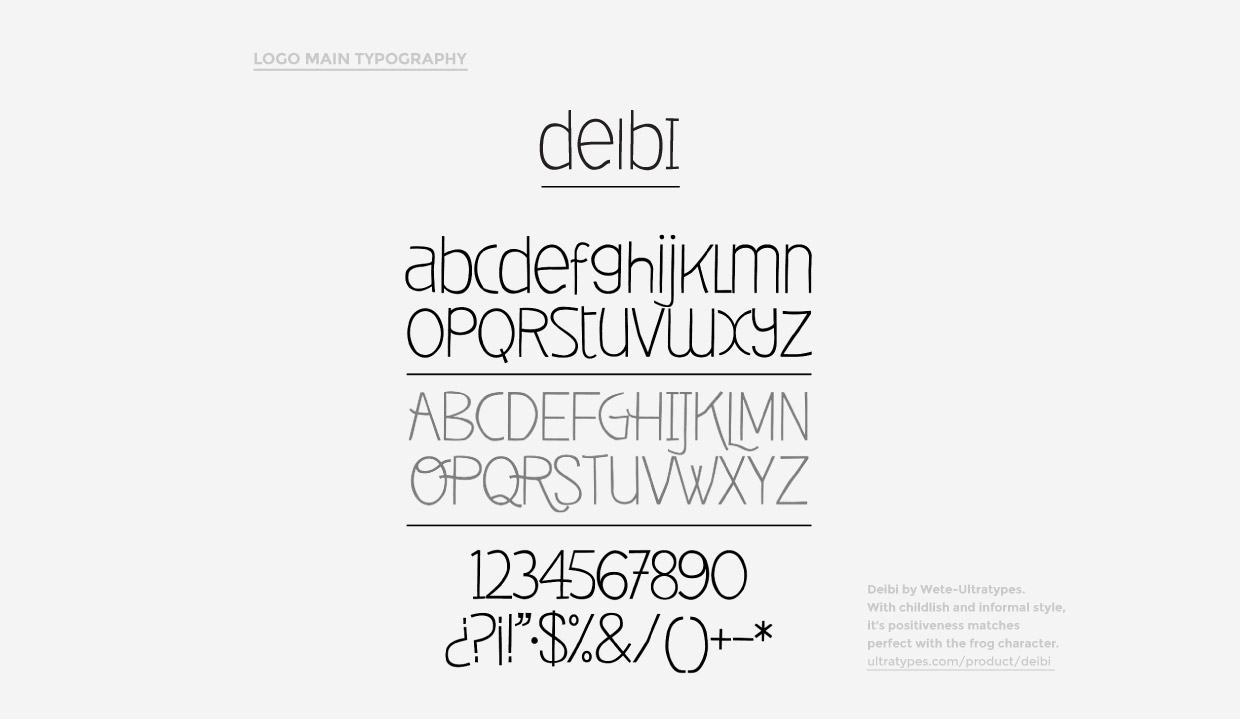 LOGO MAIN TYPOGRAPHY
deibI
abcdefghijklmn
opqrstuvwxyz
ABCDEFGHIJKLMN
OPQRSTUVWXYZ
1234567890
¿?¡!”·$%&/()+-*
Deibi by Wete-Ultratypes.
With childlish and informal style,
it's positiveness matches
perfect with the frog character.
ultratypes.com/product/deibi